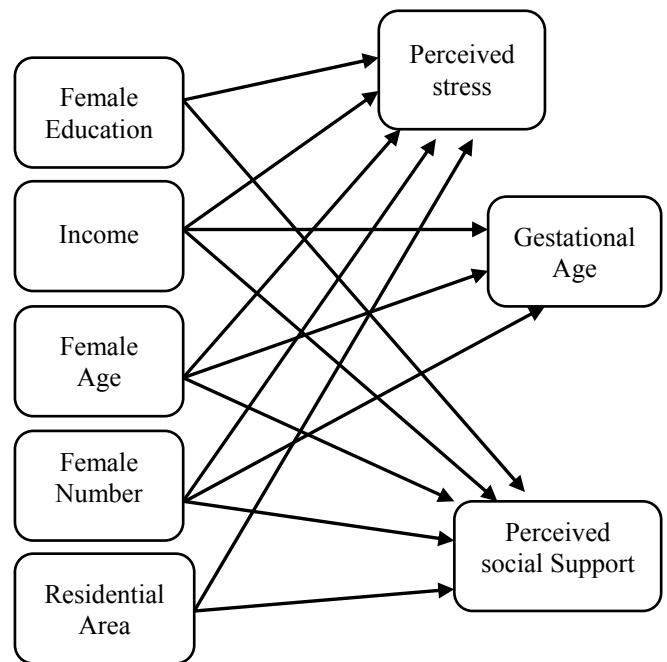 Perceived
stress
Female
Education
Income
Gestational
Age
Female
Age
Female
Number
Perceived
social Support
Residential
Area